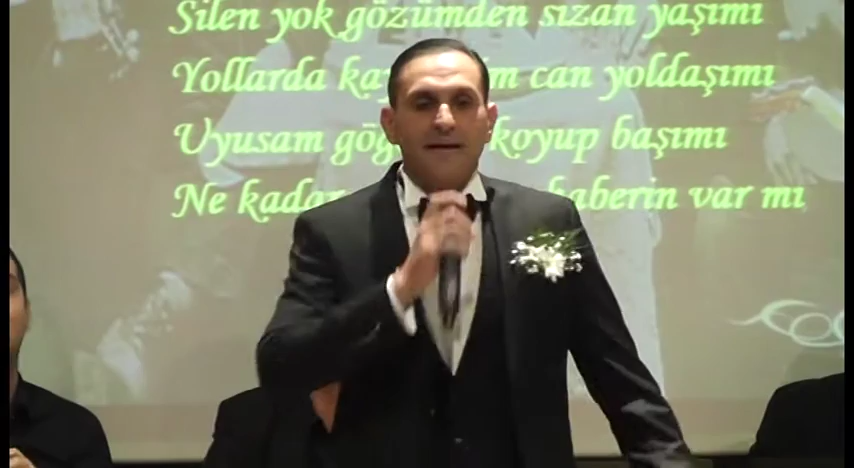 Silen yok gözümden sızan yaşımı
Yollarda can yoldaşımı
Uyusam koyup başımı
Ne kadar haberin var mı